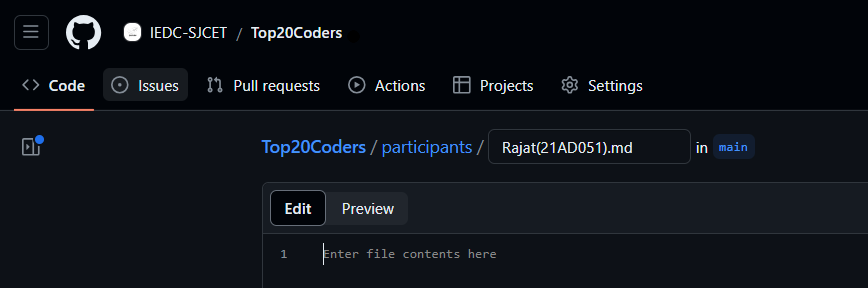 IEDC-SJCET / Top20Coders
Code Issues Pull requests Actions Projects Settings
Top20Coders / participants / Rajat(21AD051).md in main
Edit Preview
1 Enter file contents here